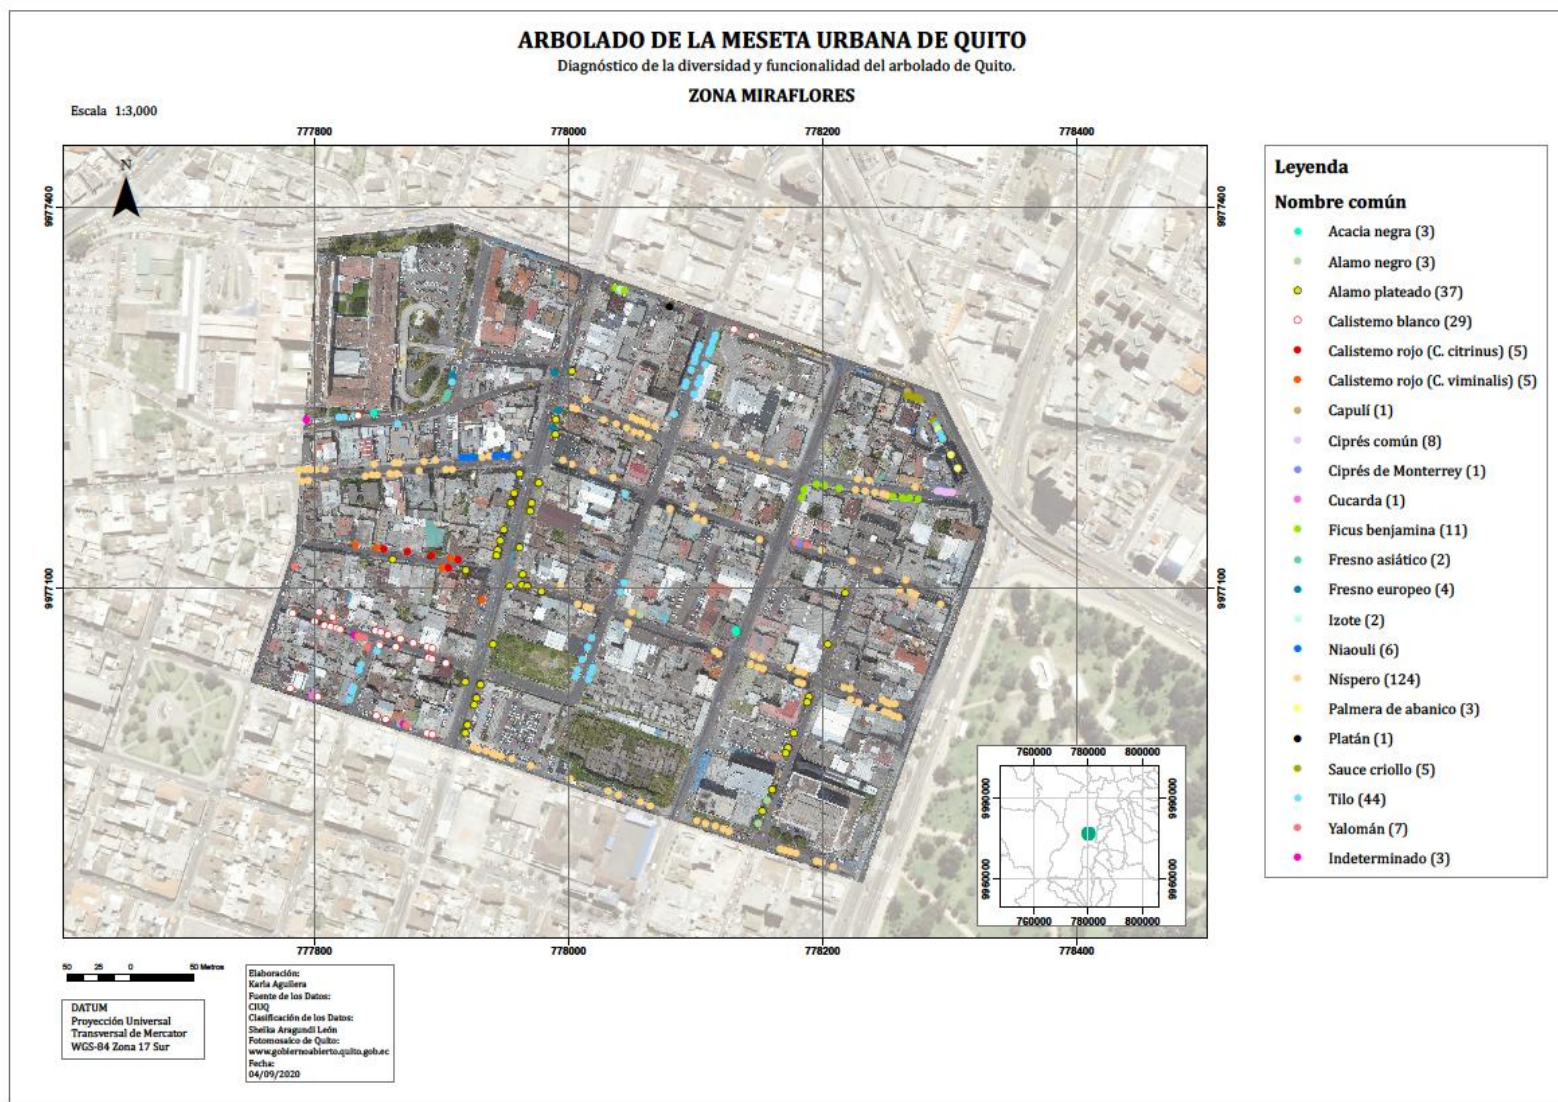 ARBOLADO DE LA MESETA URBANA DE QUITO
Diagnóstico de la diversidad y funcionalidad del arbolado de Quito.
ZONA MIRAFLORES
Escala 1:3,000
777800 778000 778200 778400
N
9977400 9977400
9977100 9977100
777800 778000 778200 778400
Leyenda
Nombre común
Acacia negra (3)
Alamo negro (3)
Alamo plateado (37)
Calistemo blanco (29)
Calistemo rojo (C. citrinus) (5)
Calistemo rojo (C. viminalis) (5)
Capulí (1)
Ciprés común (8)
Ciprés de Monterrey (1)
Cucarda (1)
Ficus benjamina (11)
Fresno asiático (2)
Fresno europeo (4)
Izote (2)
Niaouli (6)
Níspero (124)
Palmera de abanico (3)
Platán (1)
Sauce criollo (5)
Tilo (44)
Yalomán (7)
Indeterminado (3)
760000 780000 800000
9990000 9990000
9960000 9960000
760000 780000 800000
50 25 0 50 Metros
DATUM
Proyección Universal
Transversal de Mercator
WGS-84 Zona 17 Sur
Elaboración:
Karla Aguilera
Fuente de los Datos:
CIUQ
Clasificación de los Datos:
Sheika Aragundi León
Fotomosaico de Quito:
www.gobiernoabierto.quito.gob.ec
Fecha:
04/09/2020